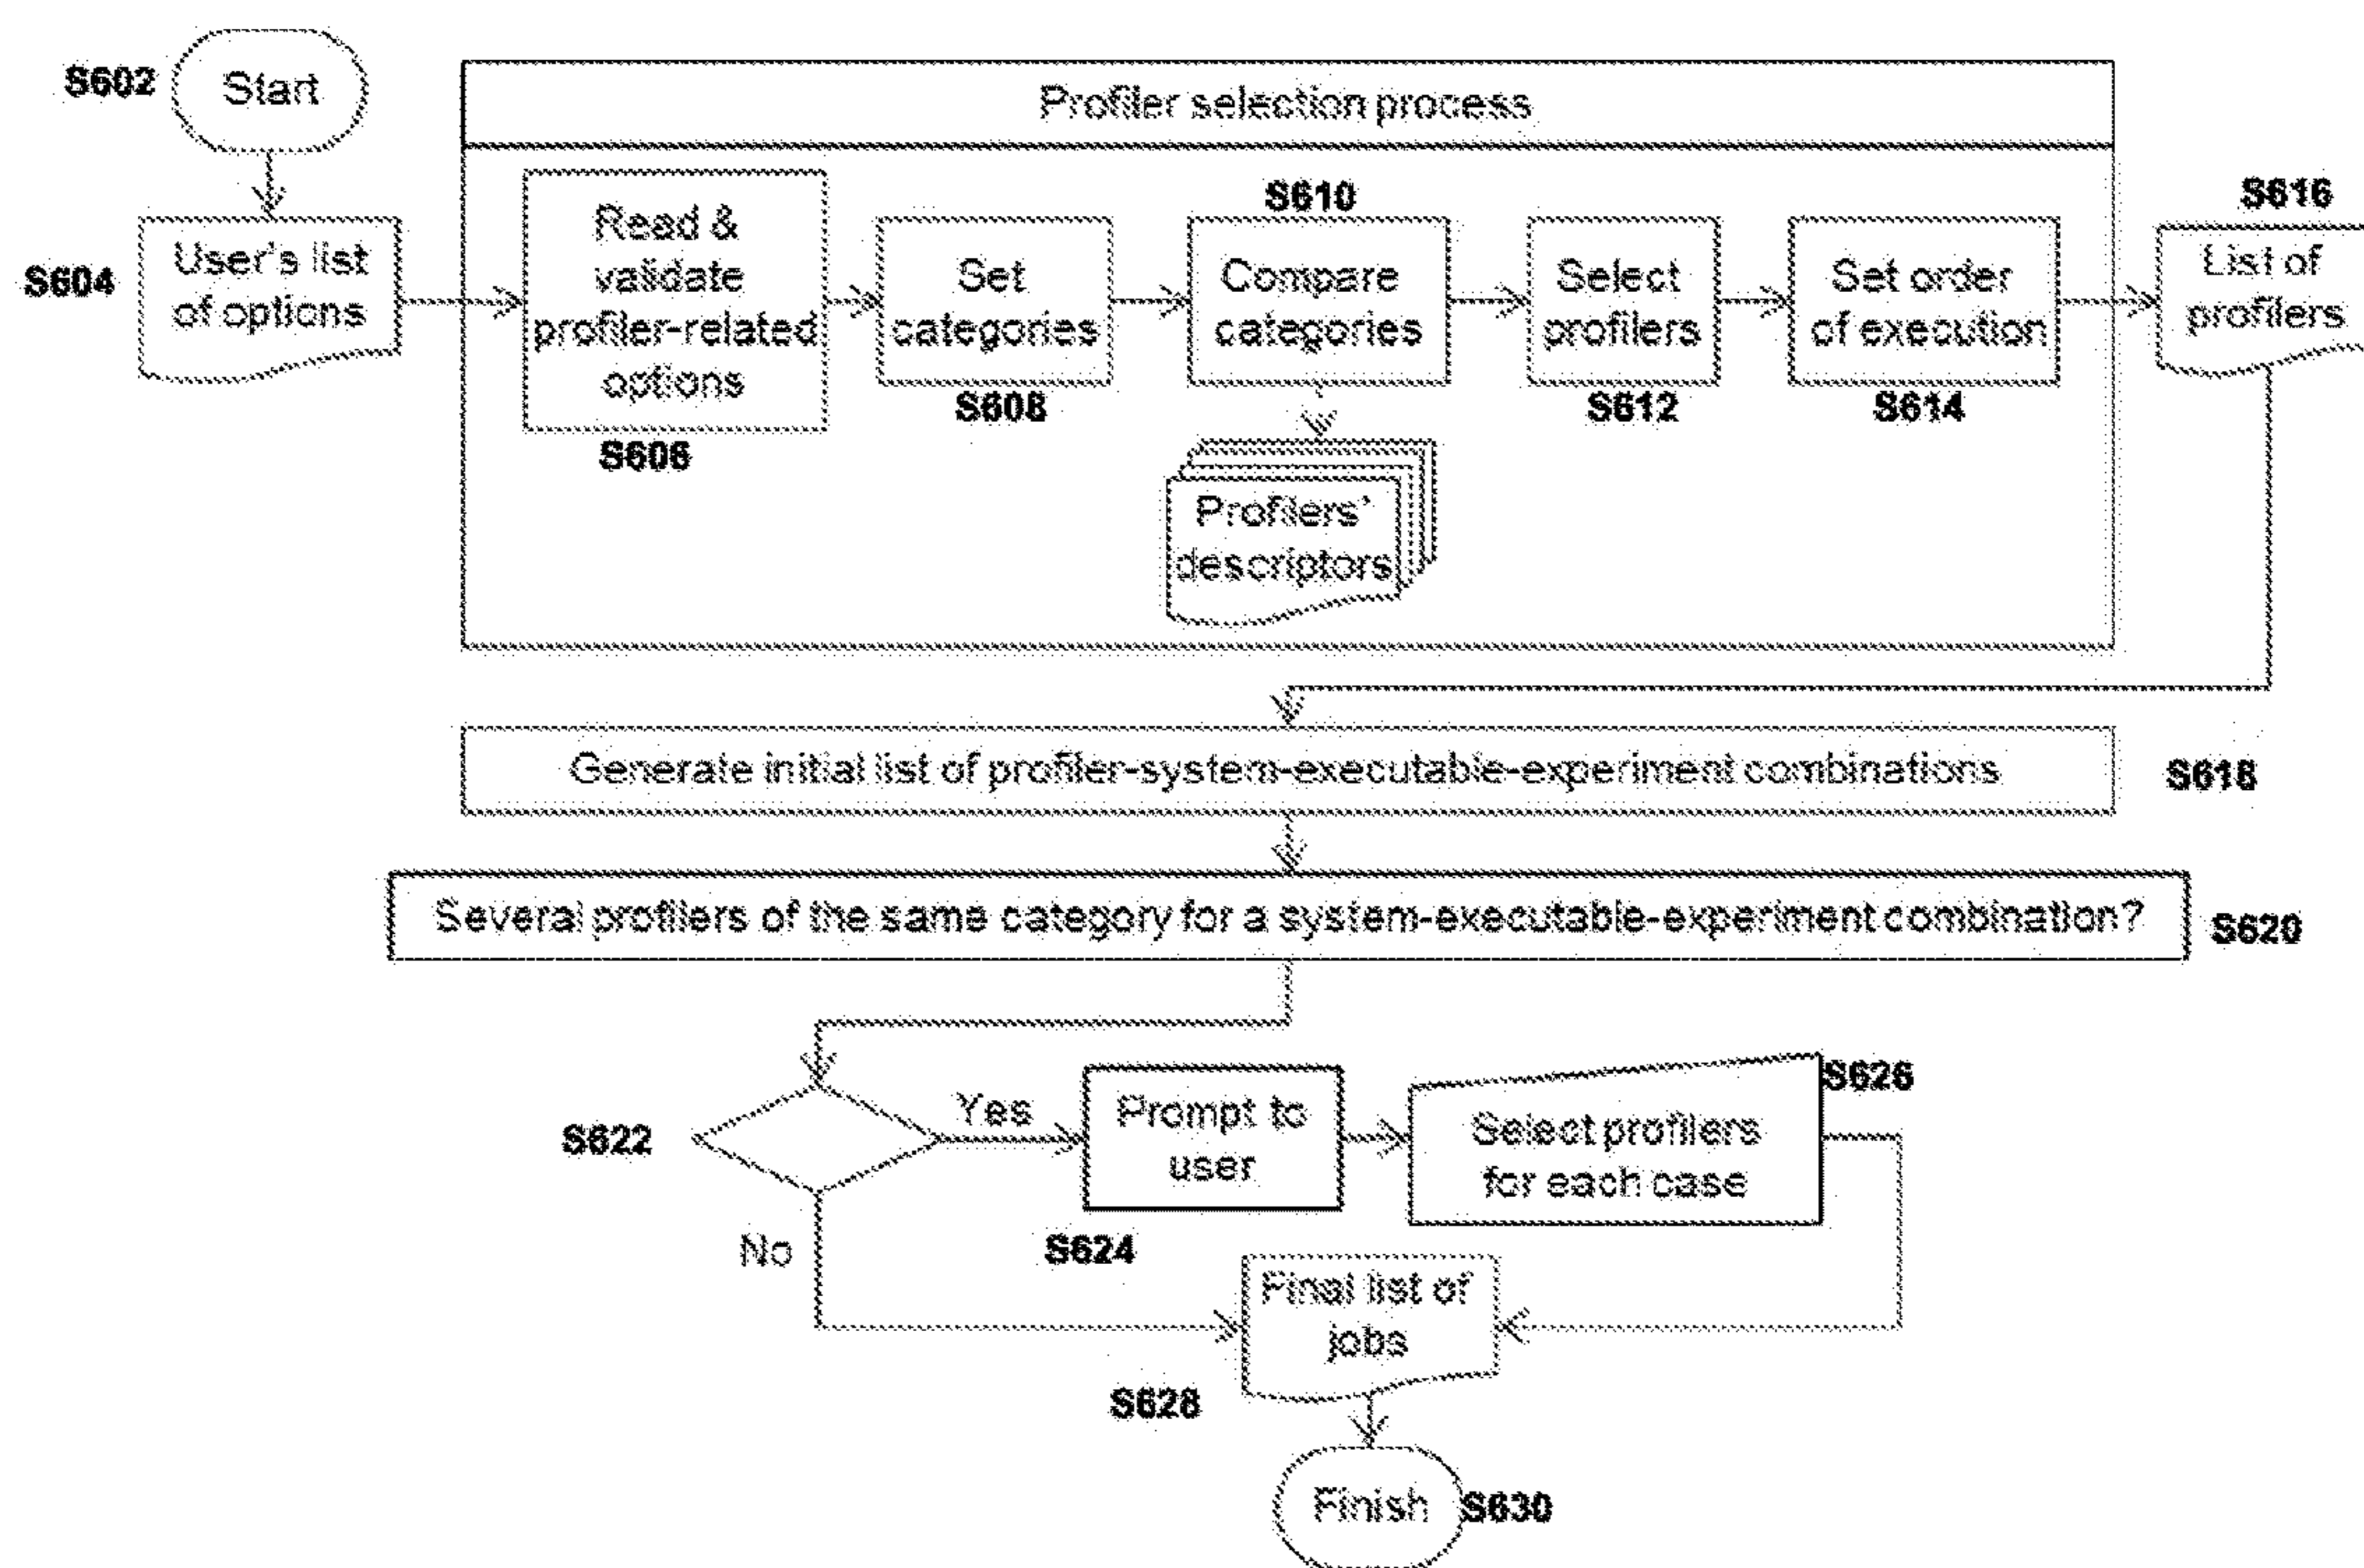 S602
Start
Profiler selection process
S604
User's list
of options
Read &
validate
profiler-related
options
S606
Set
categories
S608
S610
Compare
categories
Profilers'
descriptors
Select
profilers
S612
Set order
of execution
S614
S616
List of
profilers
Generate initial list of profiler-system-executable-experiment combinations
S618
Several profilers of the same category for a system-executable-experiment combination?
S620
S622
Yes
No
Prompt to
user
S624
S626
Select profilers
for each case
Final list of
jobs
S628
Finish
S630